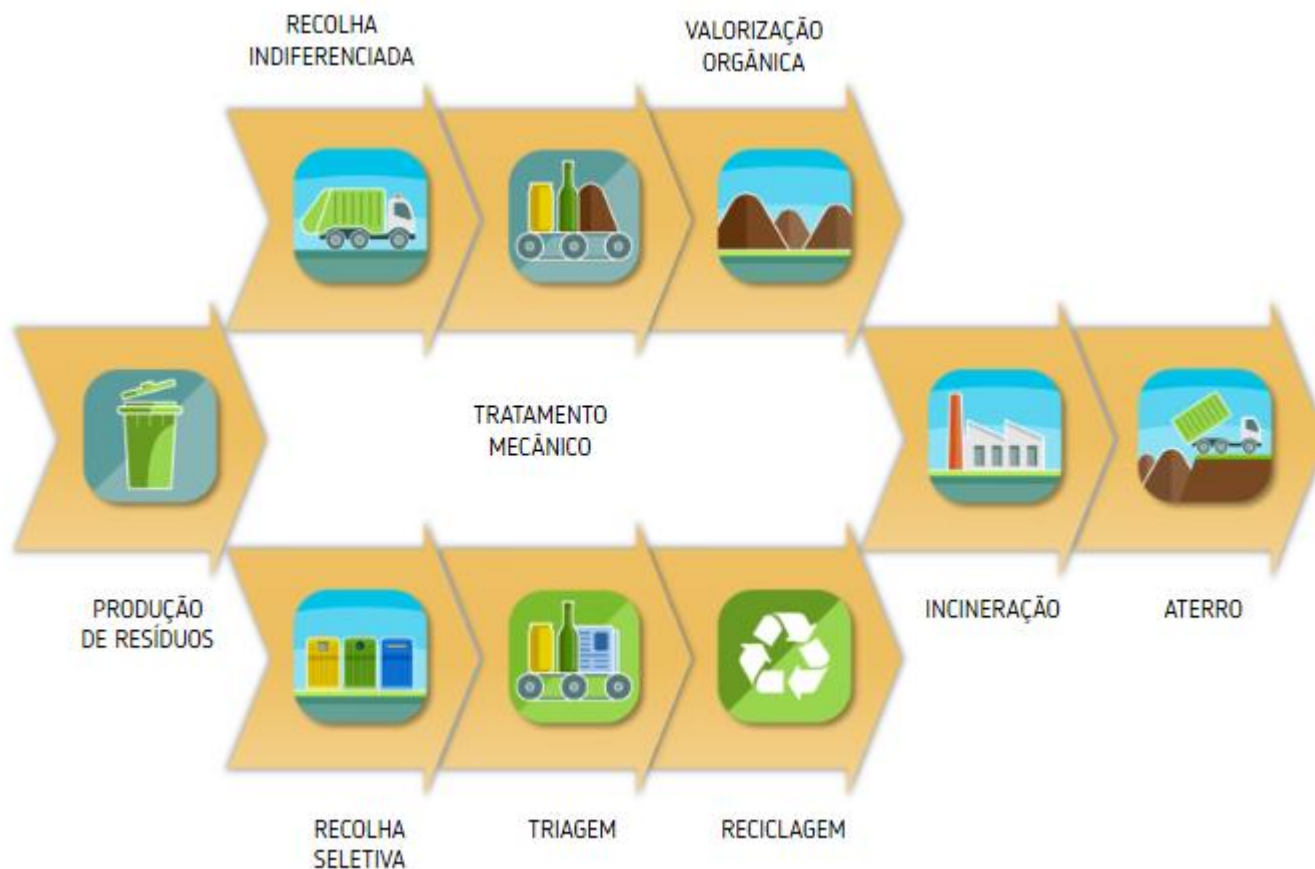 RECOLHA
INDIFERENCIADA
VALORIZAÇÃO
ORGÂNICA
TRATAMENTO
MECÂNICO
PRODUÇÃO
DE RESÍDUOS
INCINERAÇÃO
ATERRO
RECOLHA
SELETIVA
TRIAGEM
RECICLAGEM